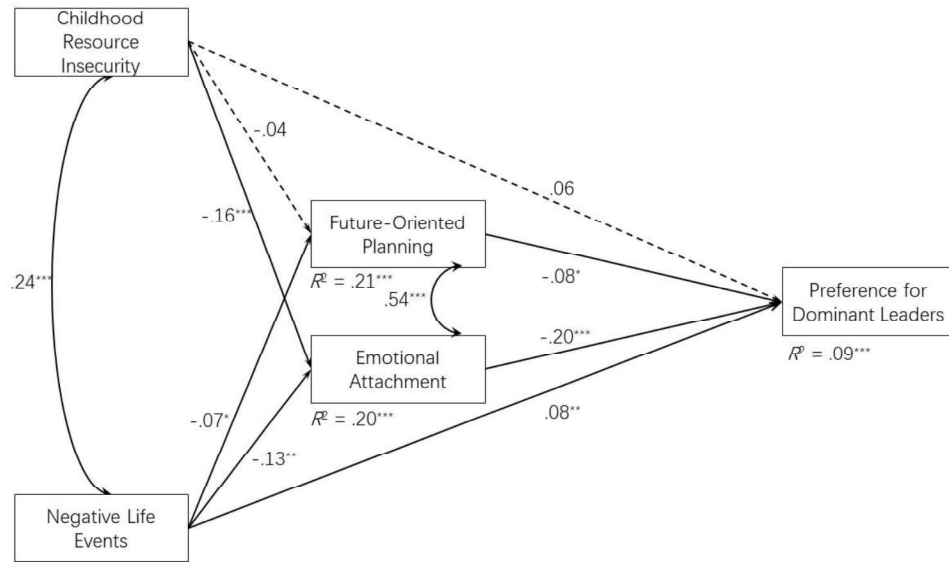 Childhood
Resource
Insecurity
-.04
.06
-.16***
Future-Oriented
Planning
R² = .21***
.24***
.54***
-.08*
Preference for
Dominant Leaders
R² = .09***
-.20***
Emotional
Attachment
R² = .20***
-.07*
.08**
-.13**
Negative Life
Events